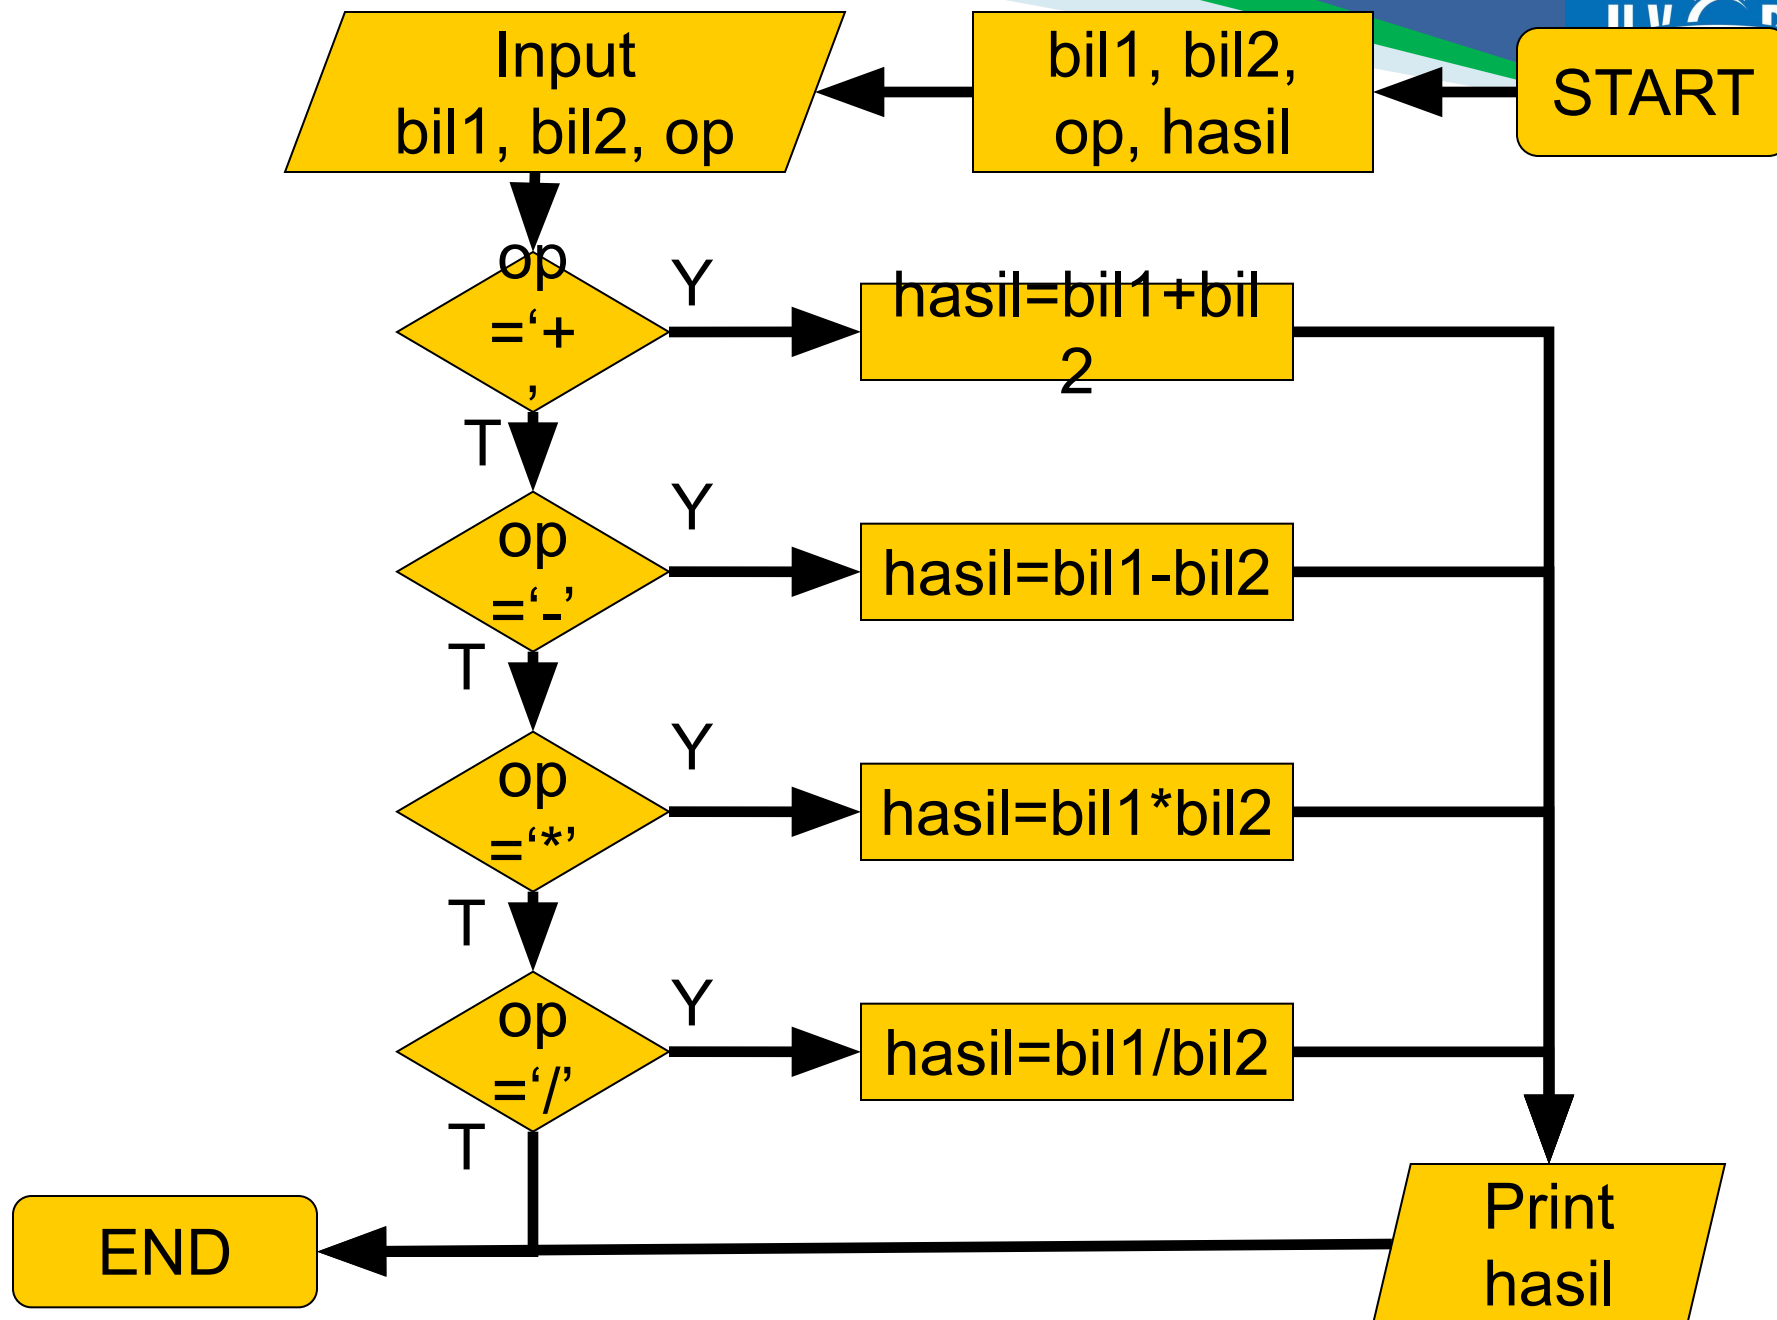 START
bil1, bil2,
op, hasil
Input
bil1, bil2, op
op
=‘+
’
Y
hasil=bil1+bil
2
T
op
=‘-’
Y
hasil=bil1-bil2
T
op
=‘*’
Y
hasil=bil1*bil2
T
op
=‘/’
Y
hasil=bil1/bil2
T
Print
hasil
END